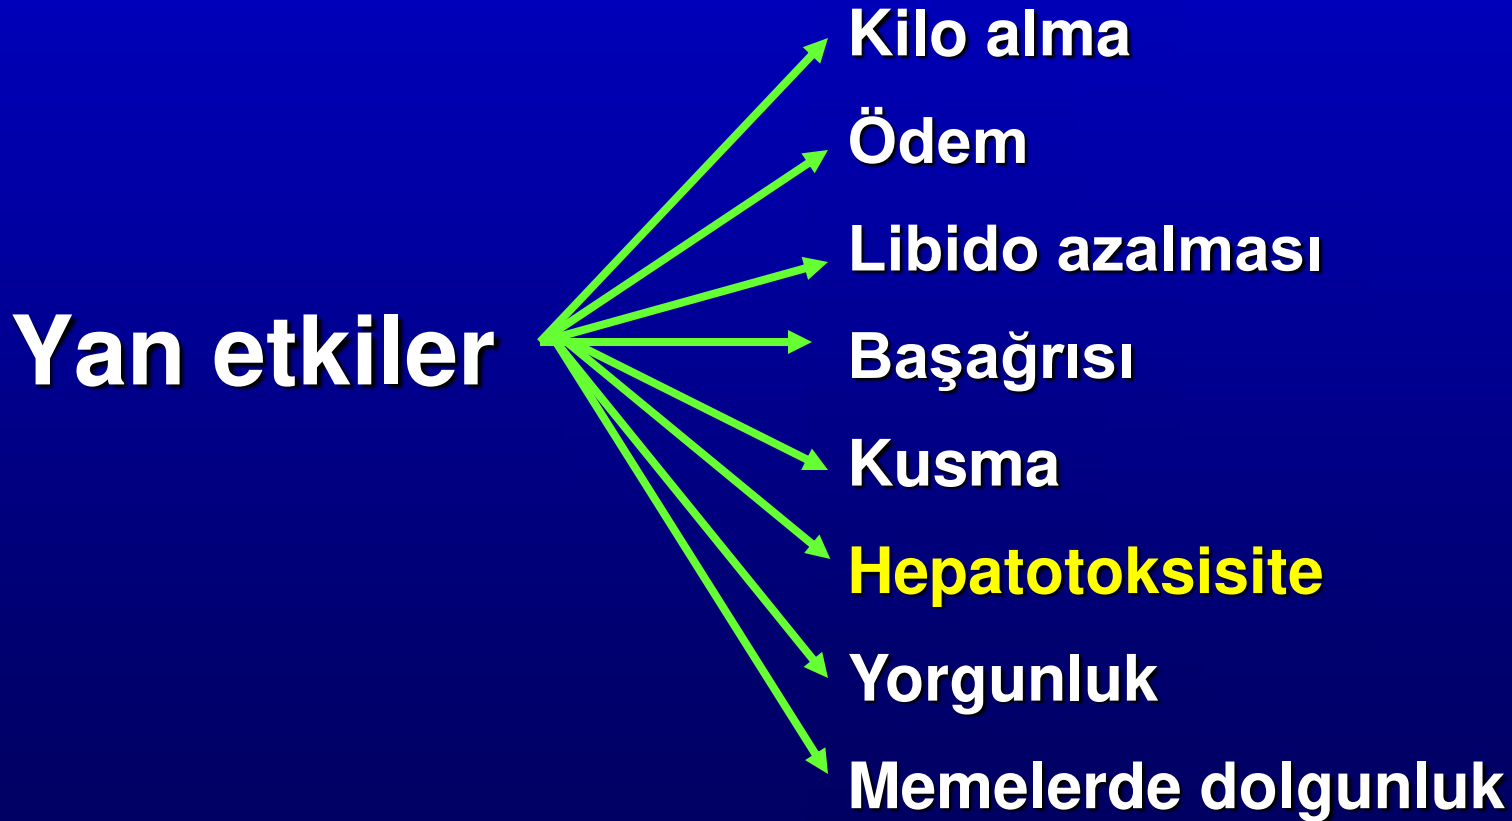 Yan etkiler
Kilo alma
Ödem
Libido azalması
Başağrısı
Kusma
Hepatotoksisite
Yorgunluk
Memelerde dolgunluk